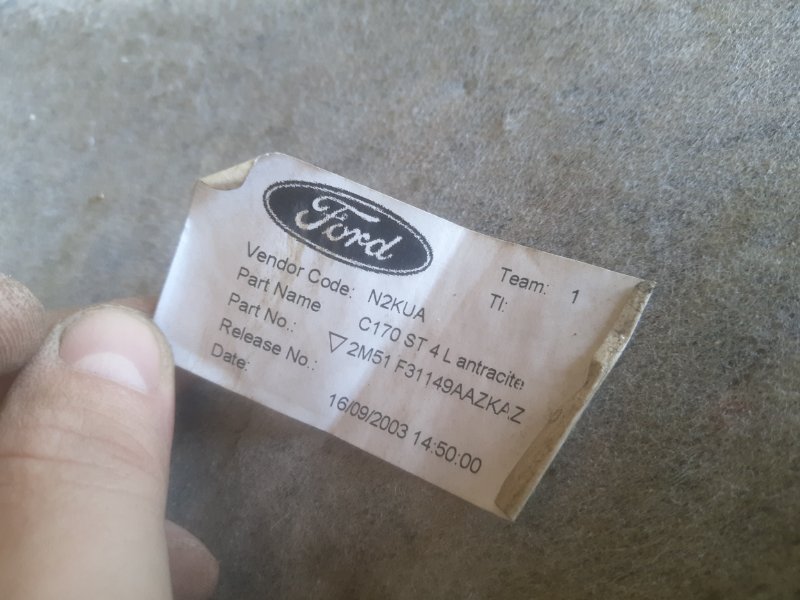 Ford
Team: 1
Vendor Code: N2KUA TI:
Part Name C170 ST 4 L antracite
Part No.: ▽2M51 F31149AAZKAZ
Release No.:
Date: 16/09/2003 14:50:00